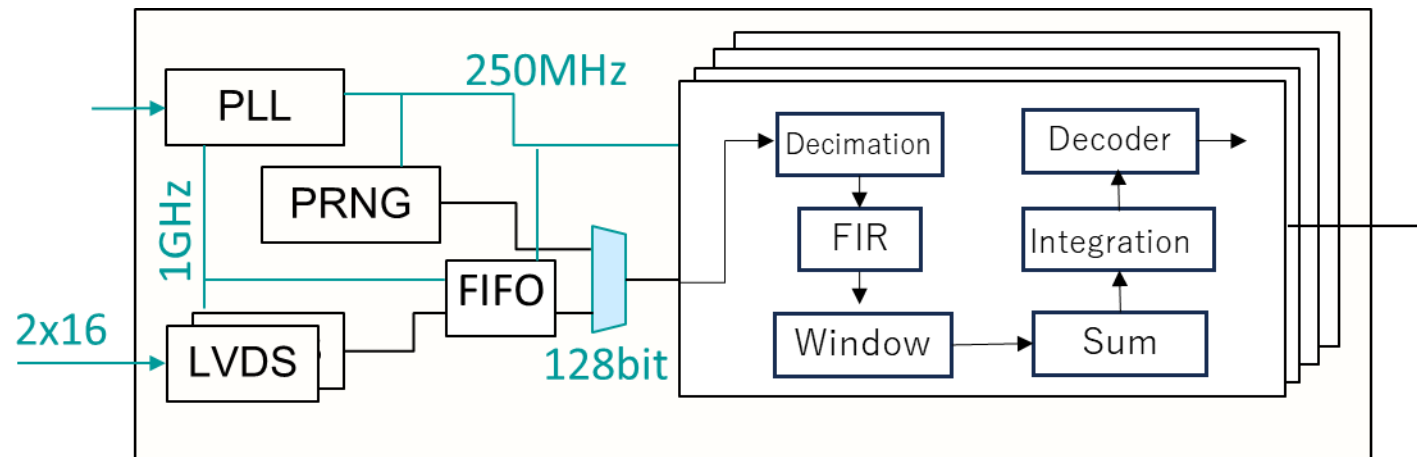 250MHz
PLL
PRNG
1GHz
FIFO
2x16
LVDS
128bit
Decimation
FIR
Window
Sum
Integration
Decoder